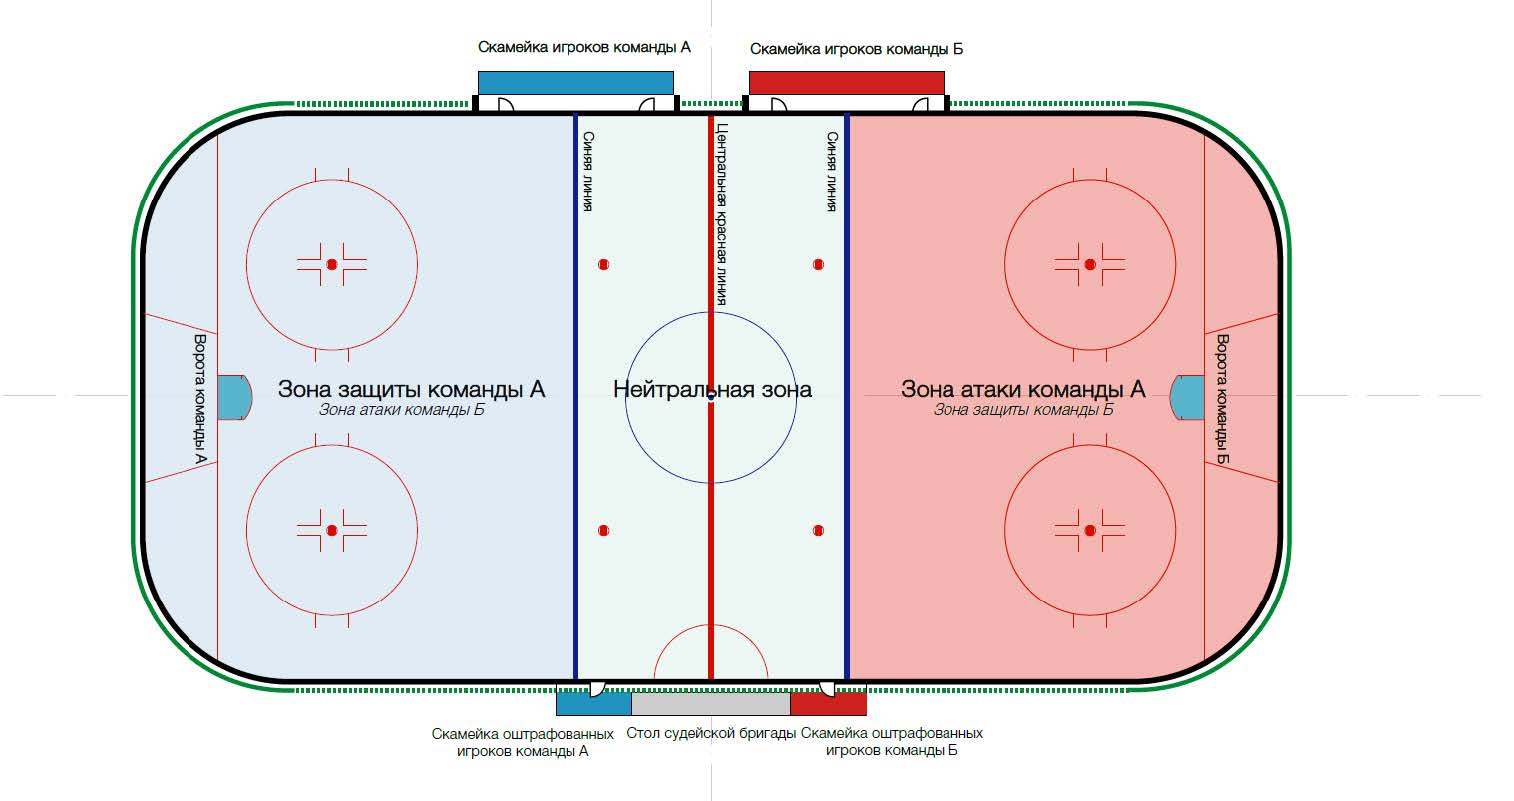 Скамейка игроков команды А
Скамейка игроков команды Б
Синяя линия
Центральная красная линия
Синяя линия
Ворота команды А
Зона защиты команды А
Зона атаки команды Б
Нейтральная зона
Зона атаки команды А
Зона защиты команды Б
Ворота команды Б
Скамейка оштрафованных
игроков команды А
Стол судейской бригады
Скамейка оштрафованных
игроков команды Б